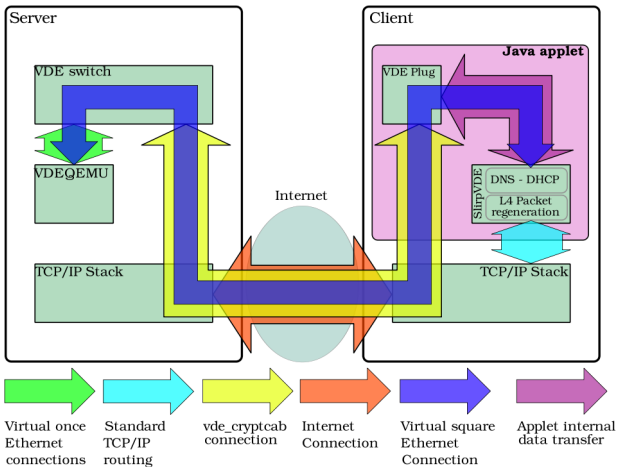 Server
Client
Java applet
VDE switch
VDE Plug
VDEQEMU
SlirpVDE
DNS - DHCP
L4 Packet
regeneration
Internet
TCP/IP Stack
TCP/IP Stack
Virtual once
Ethernet
connections
Standard
TCP/IP
routing
vde_cryptcab
connection
Internet
Connection
Virtual square
Ethernet
Connection
Applet internal
data transfer